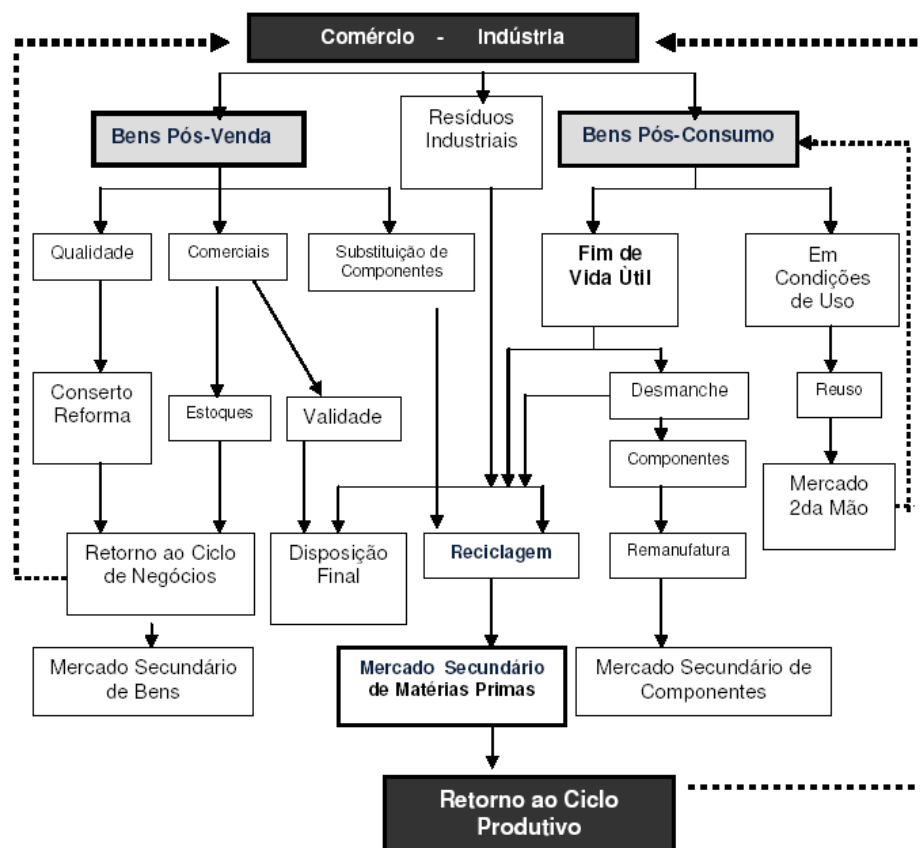 Comércio - Indústria
Resíduos
Industriais
Bens Pós-Venda
Bens Pós-Consumo
Qualidade
Comerciais
Substituição de
Componentes
Fim de
Vida Ùtil
Em
Condições
de Uso
Conserto
Reforma
Estoques
Validade
Desmanche
Reuso
Componentes
Mercado
2da Mão
Retorno ao Ciclo
de Negócios
Disposição
Final
Reciclagem
Remanufatura
Mercado Secundário
de Bens
Mercado Secundário
de Matérias Primas
Mercado Secundário de
Componentes
Retorno ao Ciclo
Produtivo